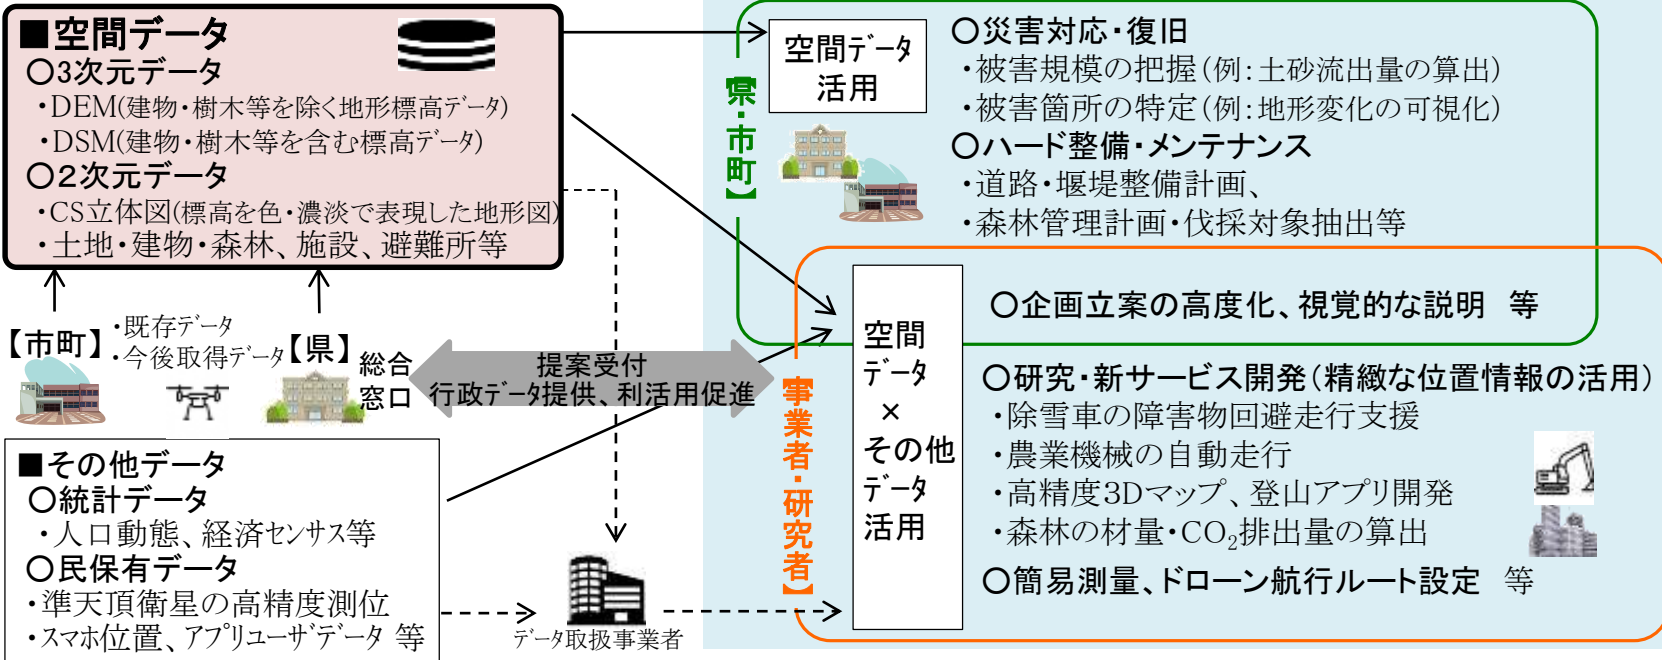 ■空間データ
○3次元データ
・DEM(建物・樹木等を除く地形標高データ)
・DSM(建物・樹木等を含む標高データ)
○2次元データ
・CS立体図(標高を色・濃淡で表現した地形図)
・土地・建物・森林、施設、避難所等
【市町】
・既存データ
・今後取得データ
【県】
総合
窓口
提案受付
行政データ提供、利活用促進
■その他データ
○統計データ
・人口動態、経済センサス等
○民保有データ
・準天頂衛星の高精度測位
・スマホ位置、アプリユーザデータ 等
データ取扱事業者
【県・市町】
空間データ
活用
○災害対応・復旧
・被害規模の把握(例:土砂流出量の算出)
・被害箇所の特定(例:地形変化の可視化)
○ハード整備・メンテナンス
・道路・堰堤整備計画、
・森林管理計画・伐採対象抽出等
【事業者・研究者】
空間
データ
×
その他
データ
活用
○企画立案の高度化、視覚的な説明 等
○研究・新サービス開発(精緻な位置情報の活用)
・除雪車の障害物回避走行支援
・農業機械の自動走行
・高精度3Dマップ、登山アプリ開発
・森林の材量・CO₂排出量の算出
○簡易測量、ドローン航行ルート設定 等